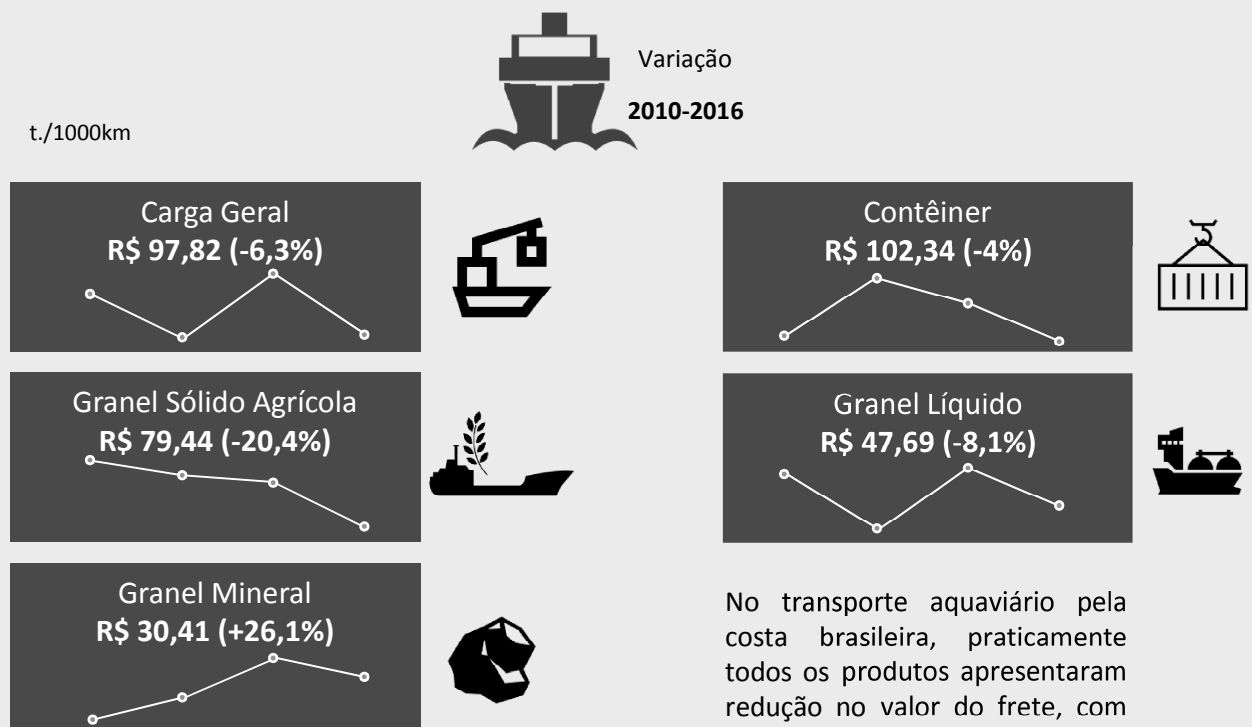 Variação
2010-2016
t./1000km
Carga Geral
R$ 97,82 (-6,3%)
Contêiner
R$ 102,34 (-4%)
Granel Sólido Agrícola
R$ 79,44 (-20,4%)
Granel Líquido
R$ 47,69 (-8,1%)
Granel Mineral
R$ 30,41 (+26,1%)
No transporte aquaviário pela
costa brasileira, praticamente
todos os produtos apresentaram
redução no valor do frete, com